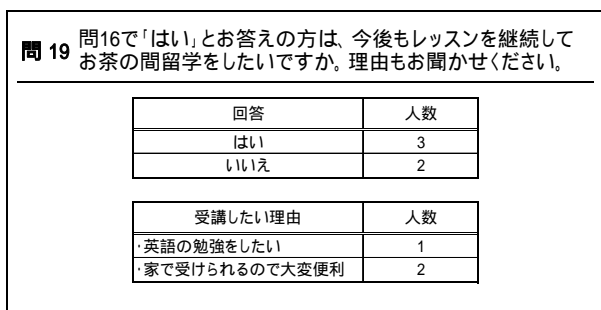 問19 問16で「はい」とお答えの方は、今後もレッスンを継続して
お茶の間留学をしたいですか。理由もお聞かせください。
回答 人数
はい 3
いいえ 2
受講したい理由 人数
・英語の勉強をしたい 1
・家で受けられるので大変便利 2